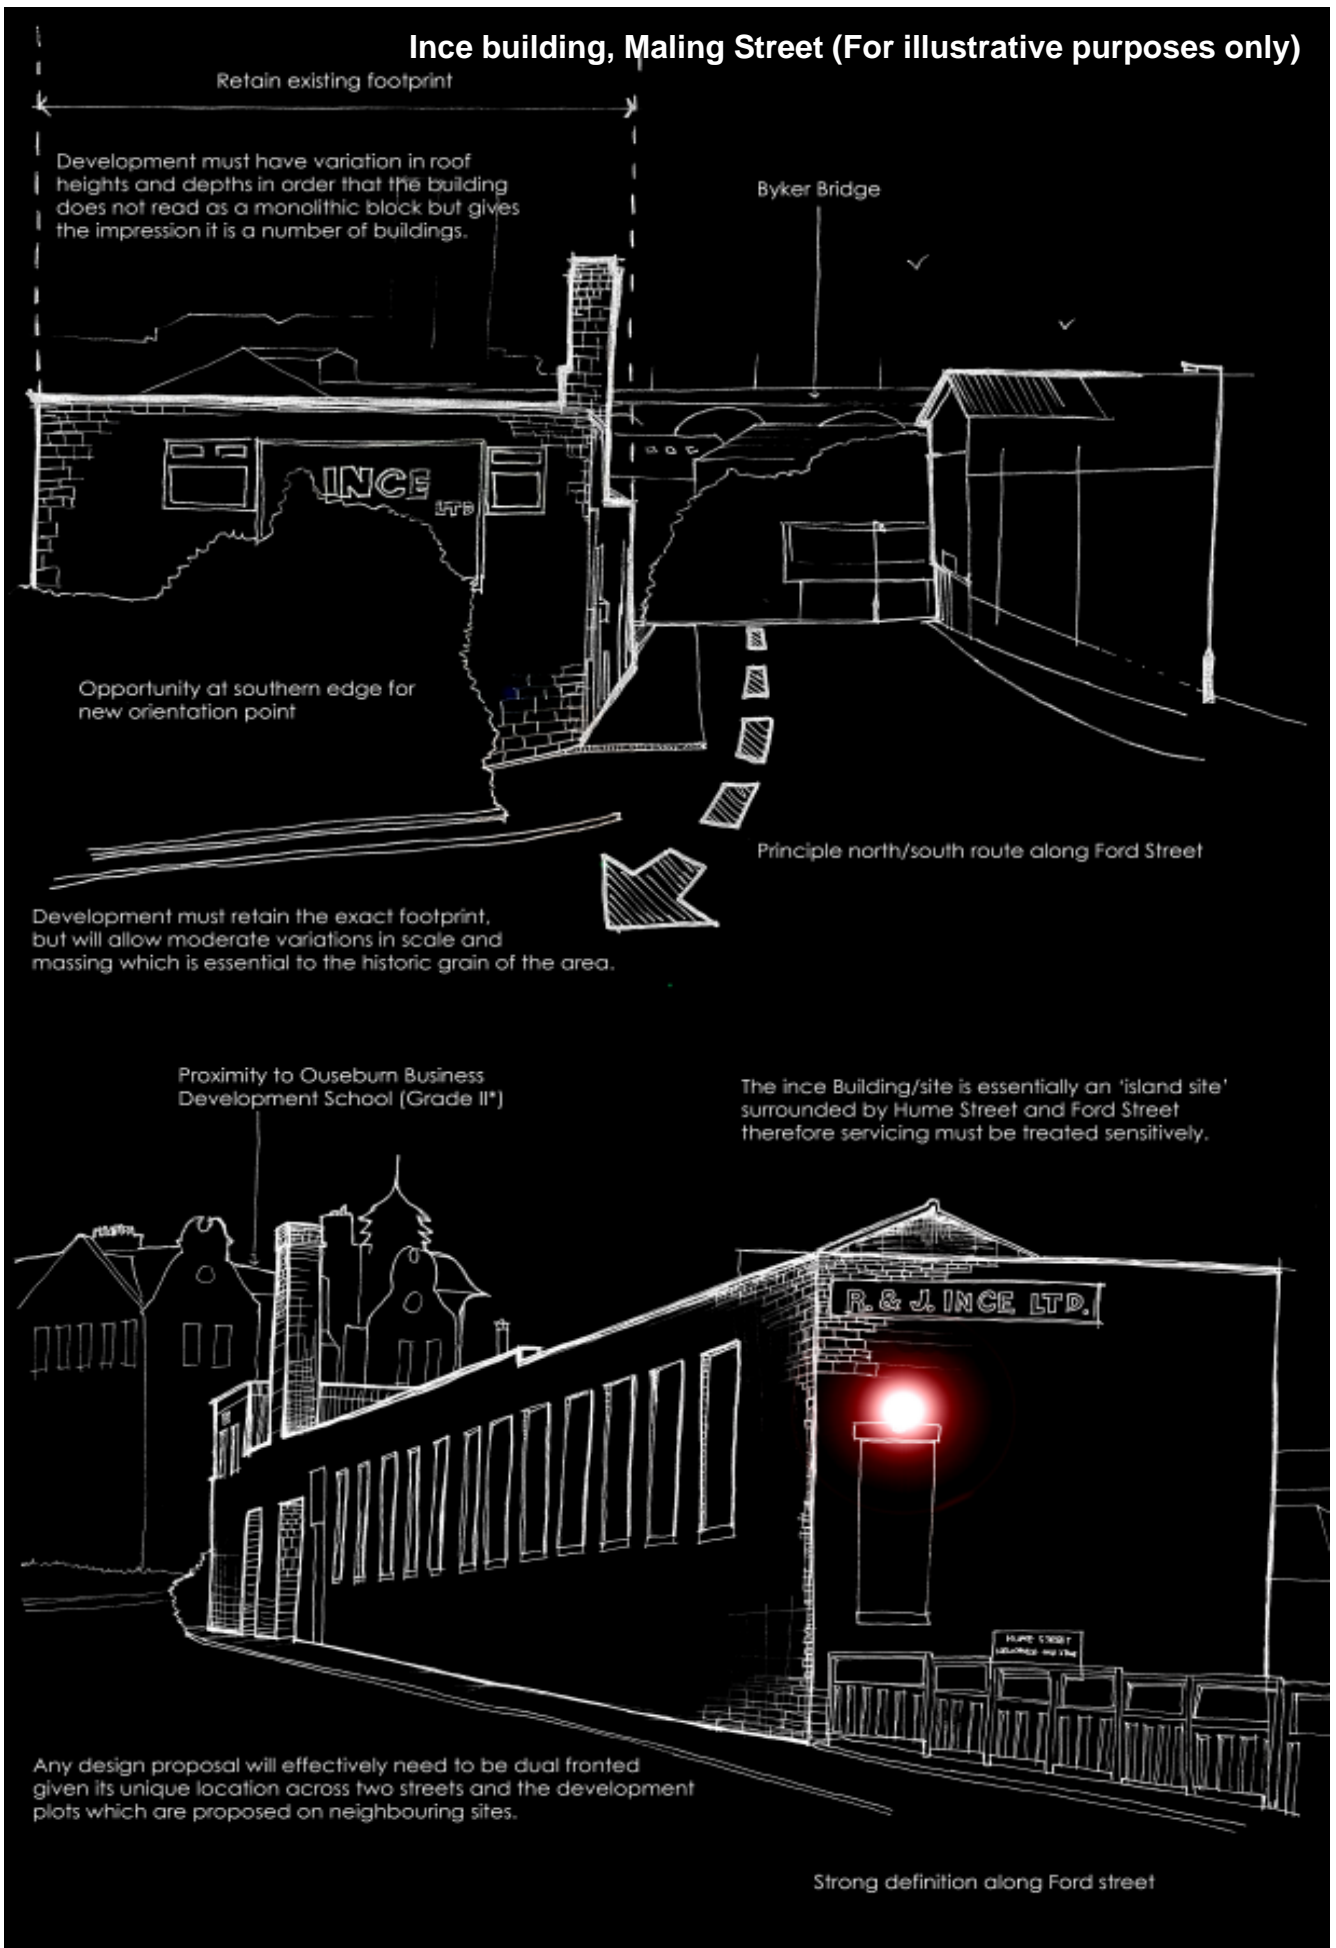 Ince building, Maling Street (For illustrative purposes only)
Retain existing footprint
Development must have variation in roof
heights and depths in order that the building
does not read as a monolithic block but gives
the impression it is a number of buildings.
Byker Bridge
INCE
LTD
Opportunity at southern edge for
new orientation point
Principle north/south route along Ford Street
Development must retain the exact footprint,
but will allow moderate variations in scale and
massing which is essential to the historic grain of the area.
Proximity to Ouseburn Business
Development School (Grade II*)
The ince Building/site is essentially an 'island site'
surrounded by Hume Street and Ford Street
therefore servicing must be treated sensitively.
R. & J. INCE LTD.
HUME STREET
Any design proposal will effectively need to be dual fronted
given its unique location across two streets and the development
plots which are proposed on neighbouring sites.
Strong definition along Ford street